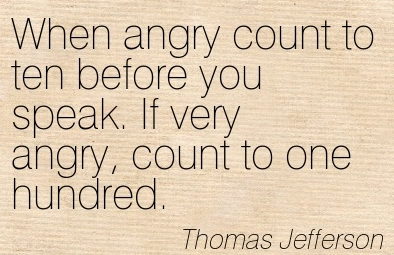 When angry count to
ten before you
speak. If very
angry, count to one
hundred.
Thomas Jefferson